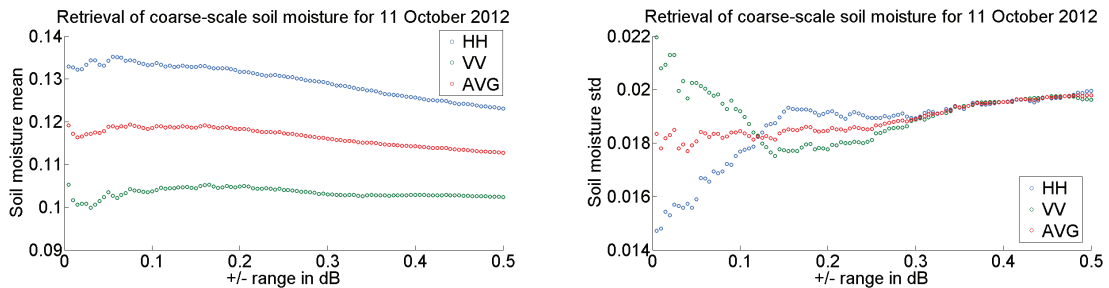 Retrieval of coarse-scale soil moisture for 11 October 2012
0.14
0.13
0.12
0.11
0.1
0.09
Soil moisture mean
HH
VV
AVG
0 0.1 0.2 0.3 0.4 0.5
+/- range in dB
Retrieval of coarse-scale soil moisture for 11 October 2012
0.022
0.02
0.018
0.016
0.014
Soil moisture std
HH
VV
AVG
0 0.1 0.2 0.3 0.4 0.5
+/- range in dB